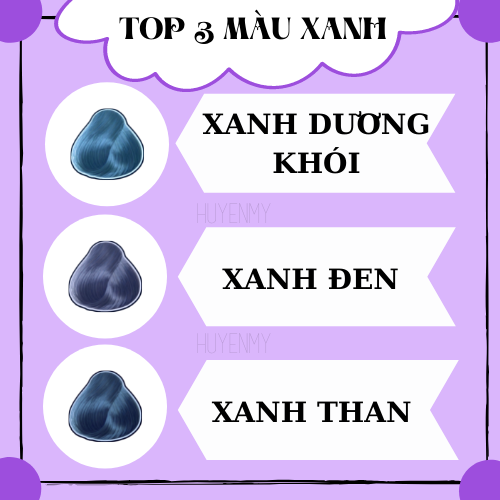 TOP 3 MÀU XANH
XANH DƯƠNG
KHÓI
HUYENMY
XANH ĐEN
HUYENMY
XANH THAN